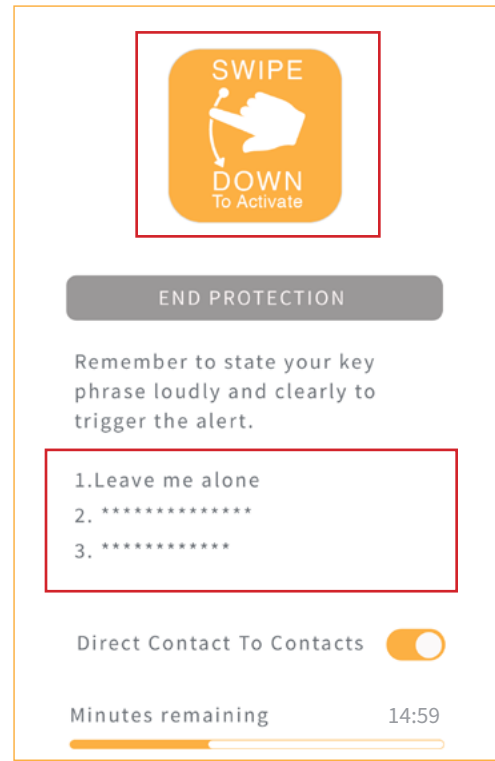 SWIPE
DOWN
To Activate
END PROTECTION
Remember to state your key
phrase loudly and clearly to
trigger the alert.
1.Leave me alone
2. **************
3. ************
Direct Contact To Contacts
Minutes remaining 14:59